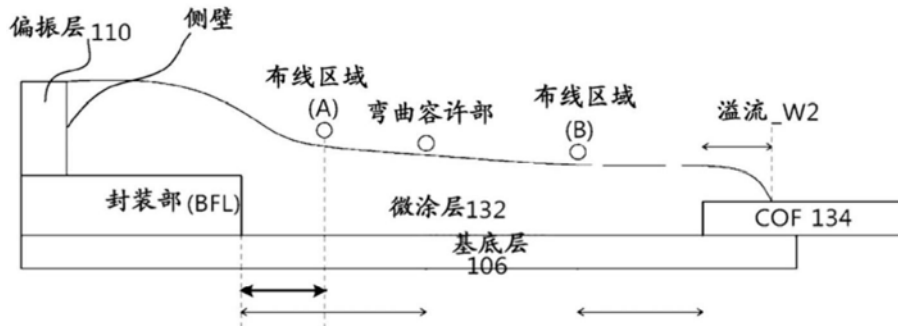 偏振层110
侧壁
布线区域
(A)
弯曲容许部
布线区域
(B)
溢流_W2
封装部(BFL)
微涂层132
COF 134
基底层
106